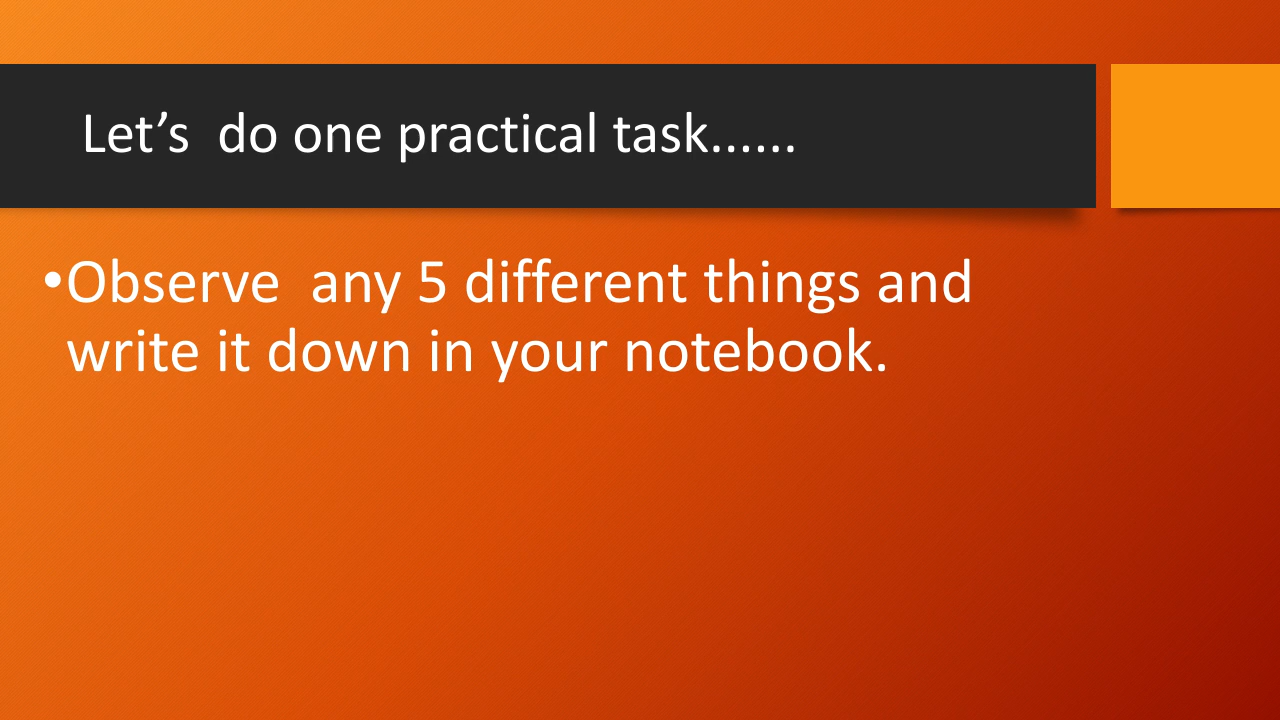 Let’s  do one practical task......
•Observe  any 5 different things and
write it down in your notebook.